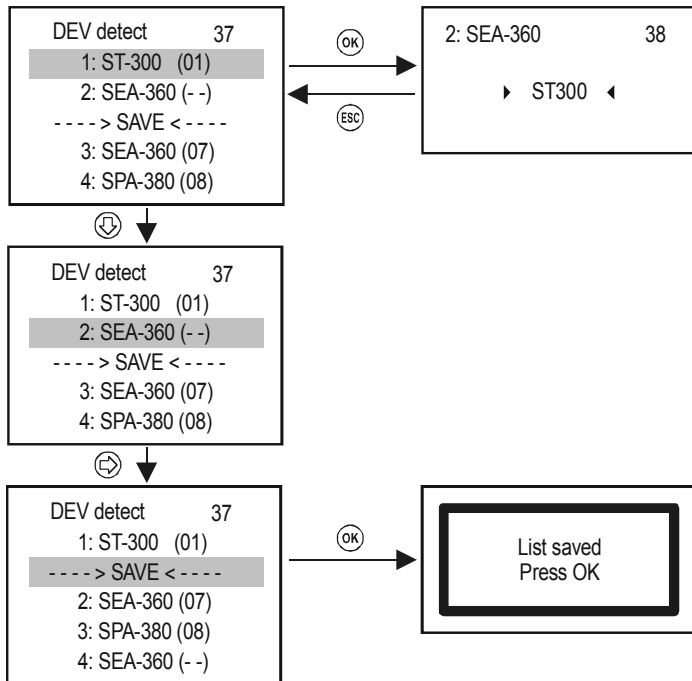 DEV detect 37
1: ST-300 (01)
2: SEA-360 (- -)
- - - - > SAVE < - - - -
3: SEA-360 (07)
4: SPA-380 (08)
OK
ESC
2: SEA-360 38
ST300
DEV detect 37
1: ST-300 (01)
2: SEA-360 (- -)
- - - - > SAVE < - - - -
3: SEA-360 (07)
4: SPA-380 (08)
DEV detect 37
1: ST-300 (01)
- - - - > SAVE < - - - -
2: SEA-360 (07)
3: SPA-380 (08)
4: SEA-360 (- -)
OK
List saved
Press OK